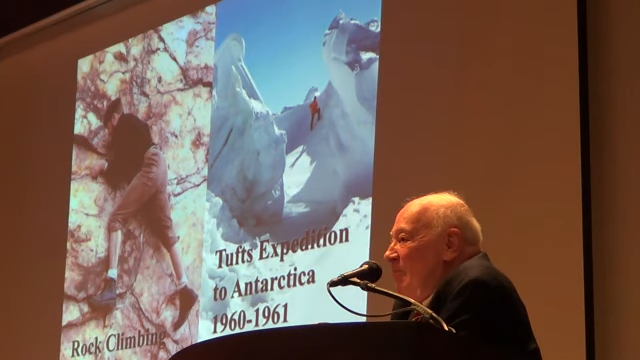 Tufts Expedition
to Antarctica
1960-1961
Rock Climbing